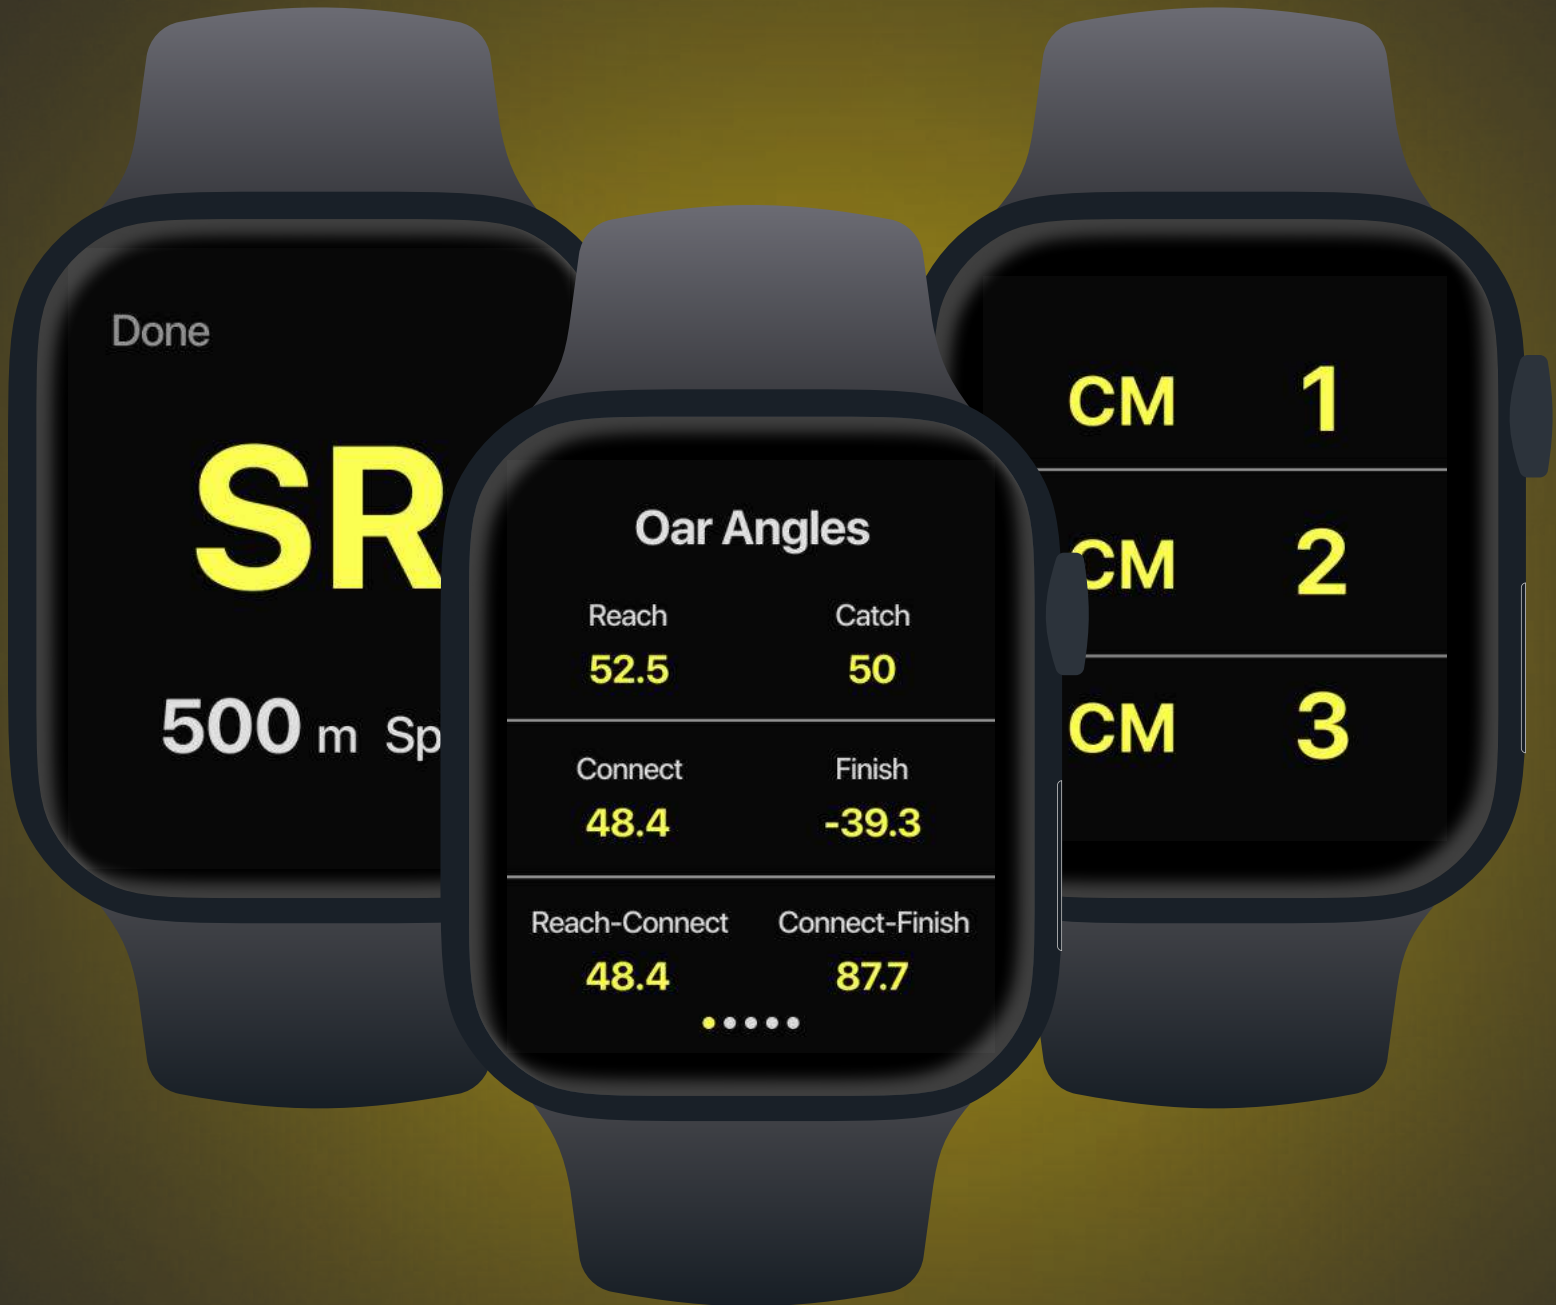 Done
SR
500 m Sp
Oar Angles
Reach Catch
52.5 50
Connect Finish
48.4 -39.3
Reach-Connect Connect-Finish
48.4 87.7
CM 1
CM 2
CM 3